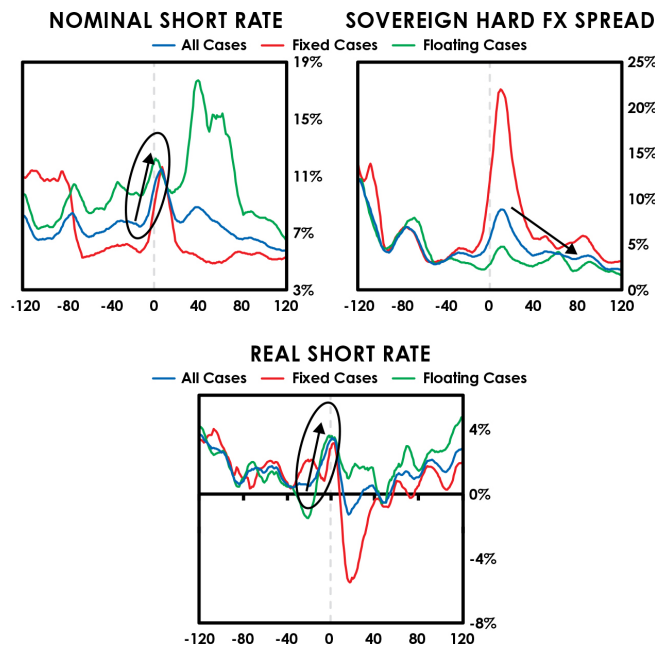 NOMINAL SHORT RATE
All Cases Fixed Cases Floating Cases
19%
15%
11%
7%
3%
-120 -80 -40 0 40 80 120
SOVEREIGN HARD FX SPREAD
All Cases Fixed Cases Floating Cases
25%
20%
15%
10%
5%
0%
-120 -80 -40 0 40 80 120
REAL SHORT RATE
All Cases Fixed Cases Floating Cases
4%
0%
-4%
-8%
-120 -80 -40 0 40 80 120